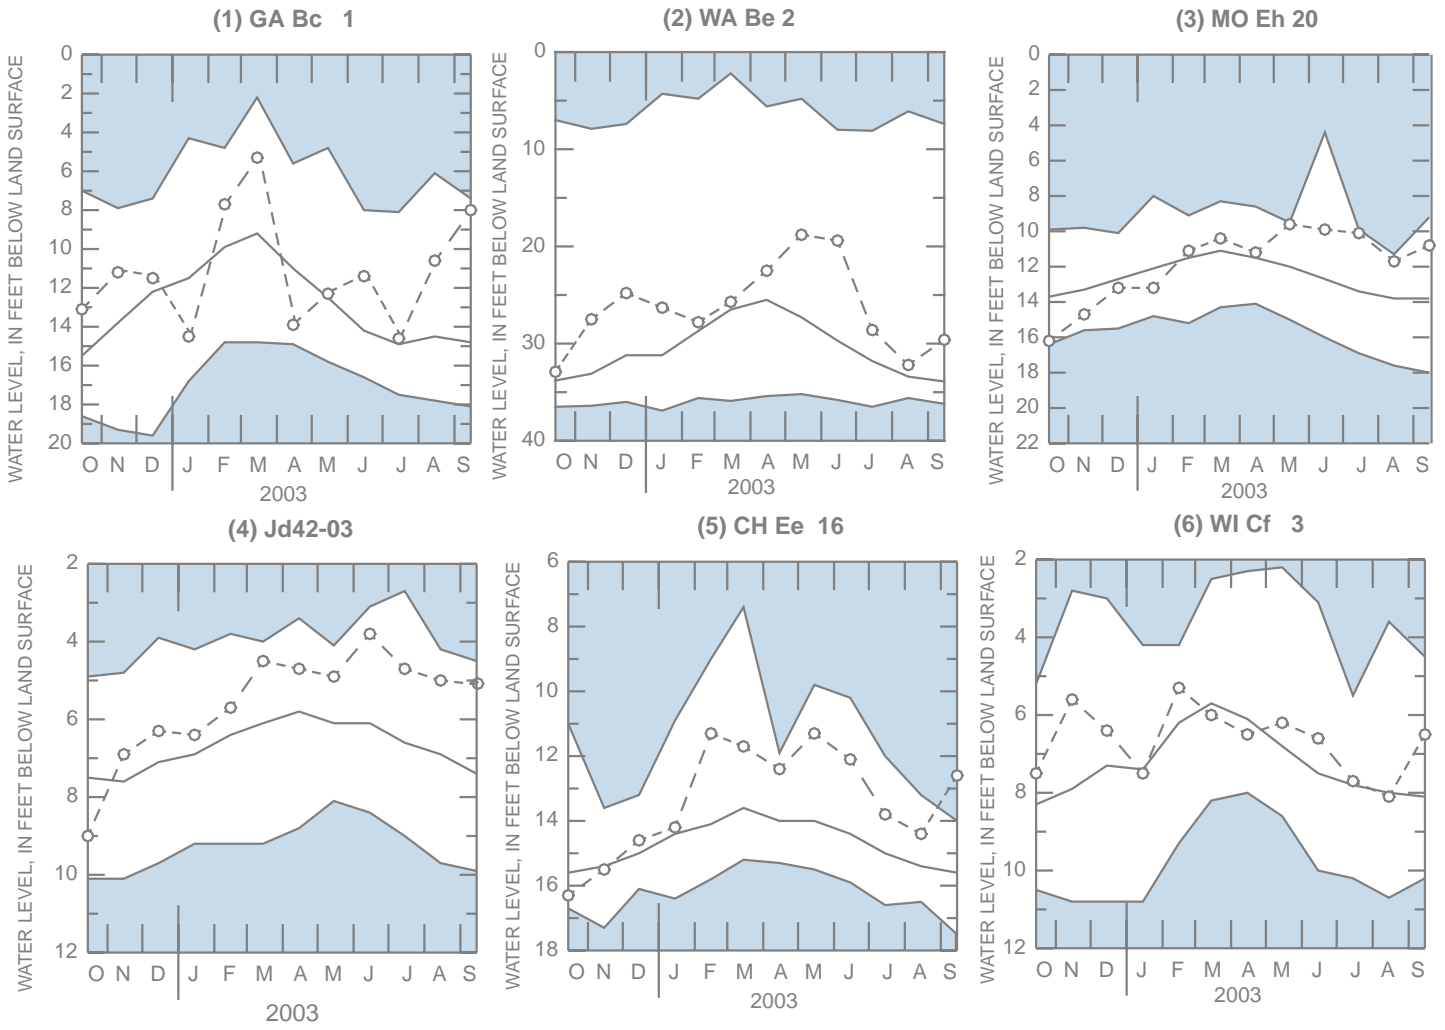 (1) GA Bc 1
WATER LEVEL, IN FEET BELOW LAND SURFACE
0
2
4
6
8
10
12
14
16
18
20
O N D J F M A M J J A S
2003
(2) WA Be 2
WATER LEVEL, IN FEET BELOW LAND SURFACE
0
10
20
30
40
O N D J F M A M J J A S
2003
(3) MO Eh 20
WATER LEVEL, IN FEET BELOW LAND SURFACE
0
2
4
6
8
10
12
14
16
18
20
22
O N D J F M A M J J A S
2003
(4) Jd42-03
WATER LEVEL, IN FEET BELOW LAND SURFACE
2
4
6
8
10
12
O N D J F M A M J J A S
2003
(5) CH Ee 16
WATER LEVEL, IN FEET BELOW LAND SURFACE
6
8
10
12
14
16
18
O N D J F M A M J J A S
2003
(6) WI Cf 3
WATER LEVEL, IN FEET BELOW LAND SURFACE
2
4
6
8
10
12
O N D J F M A M J J A S
2003